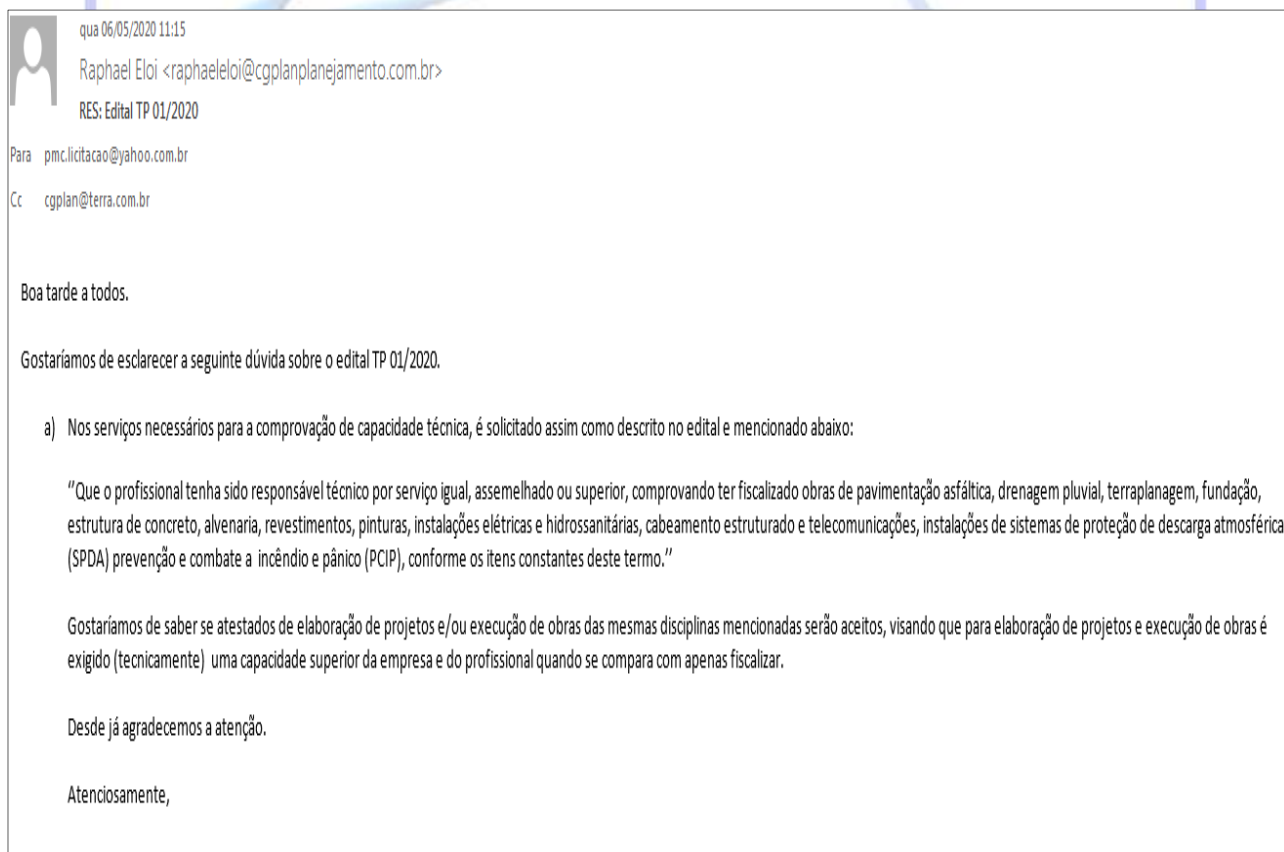 qua 06/05/2020 11:15
Raphael Eloi <raphaeleloi@cgplanplanejamento.com.br>
RES: Edital TP 01/2020
Para pmc.licitacao@yahoo.com.br
Cc cgplan@terra.com.br
Boa tarde a todos.
Gostaríamos de esclarecer a seguinte dúvida sobre o edital TP 01/2020.
a) Nos serviços necessários para a comprovação de capacidade técnica, é solicitado assim como descrito no edital e mencionado abaixo:
"Que o profissional tenha sido responsável técnico por serviço igual, assemelhado ou superior, comprovando ter fiscalizado obras de pavimentação asfáltica, drenagem pluvial, terraplanagem, fundação,
estrutura de concreto, alvenaria, revestimentos, pinturas, instalações elétricas e hidrossanitárias, cabeamento estruturado e telecomunicações, instalações de sistemas de proteção de descarga atmosférica
(SPDA) prevenção e combate a incêndio e pânico (PCIP), conforme os itens constantes deste termo."
Gostaríamos de saber se atestados de elaboração de projetos e/ou execução de obras das mesmas disciplinas mencionadas serão aceitos, visando que para elaboração de projetos e execução de obras é
exigido (tecnicamente) uma capacidade superior da empresa e do profissional quando se compara com apenas fiscalizar.
Desde já agradecemos a atenção.
Atenciosamente,